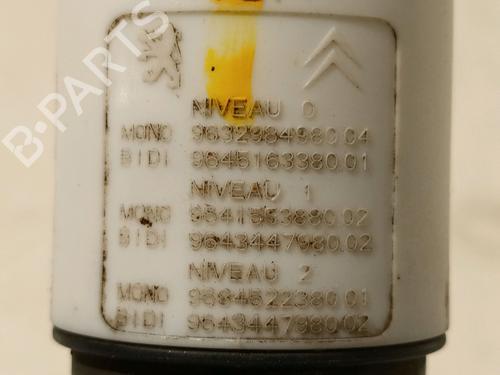 B-PARTS
NIVEAU 0
MONO 9632984980 04
BIDI 9645163380 01
NIVEAU 1
MONO 9641553880 02
BIDI 9643447980 02
NIVEAU 2
MONO 9684522380 01
BIDI 9643447980 02